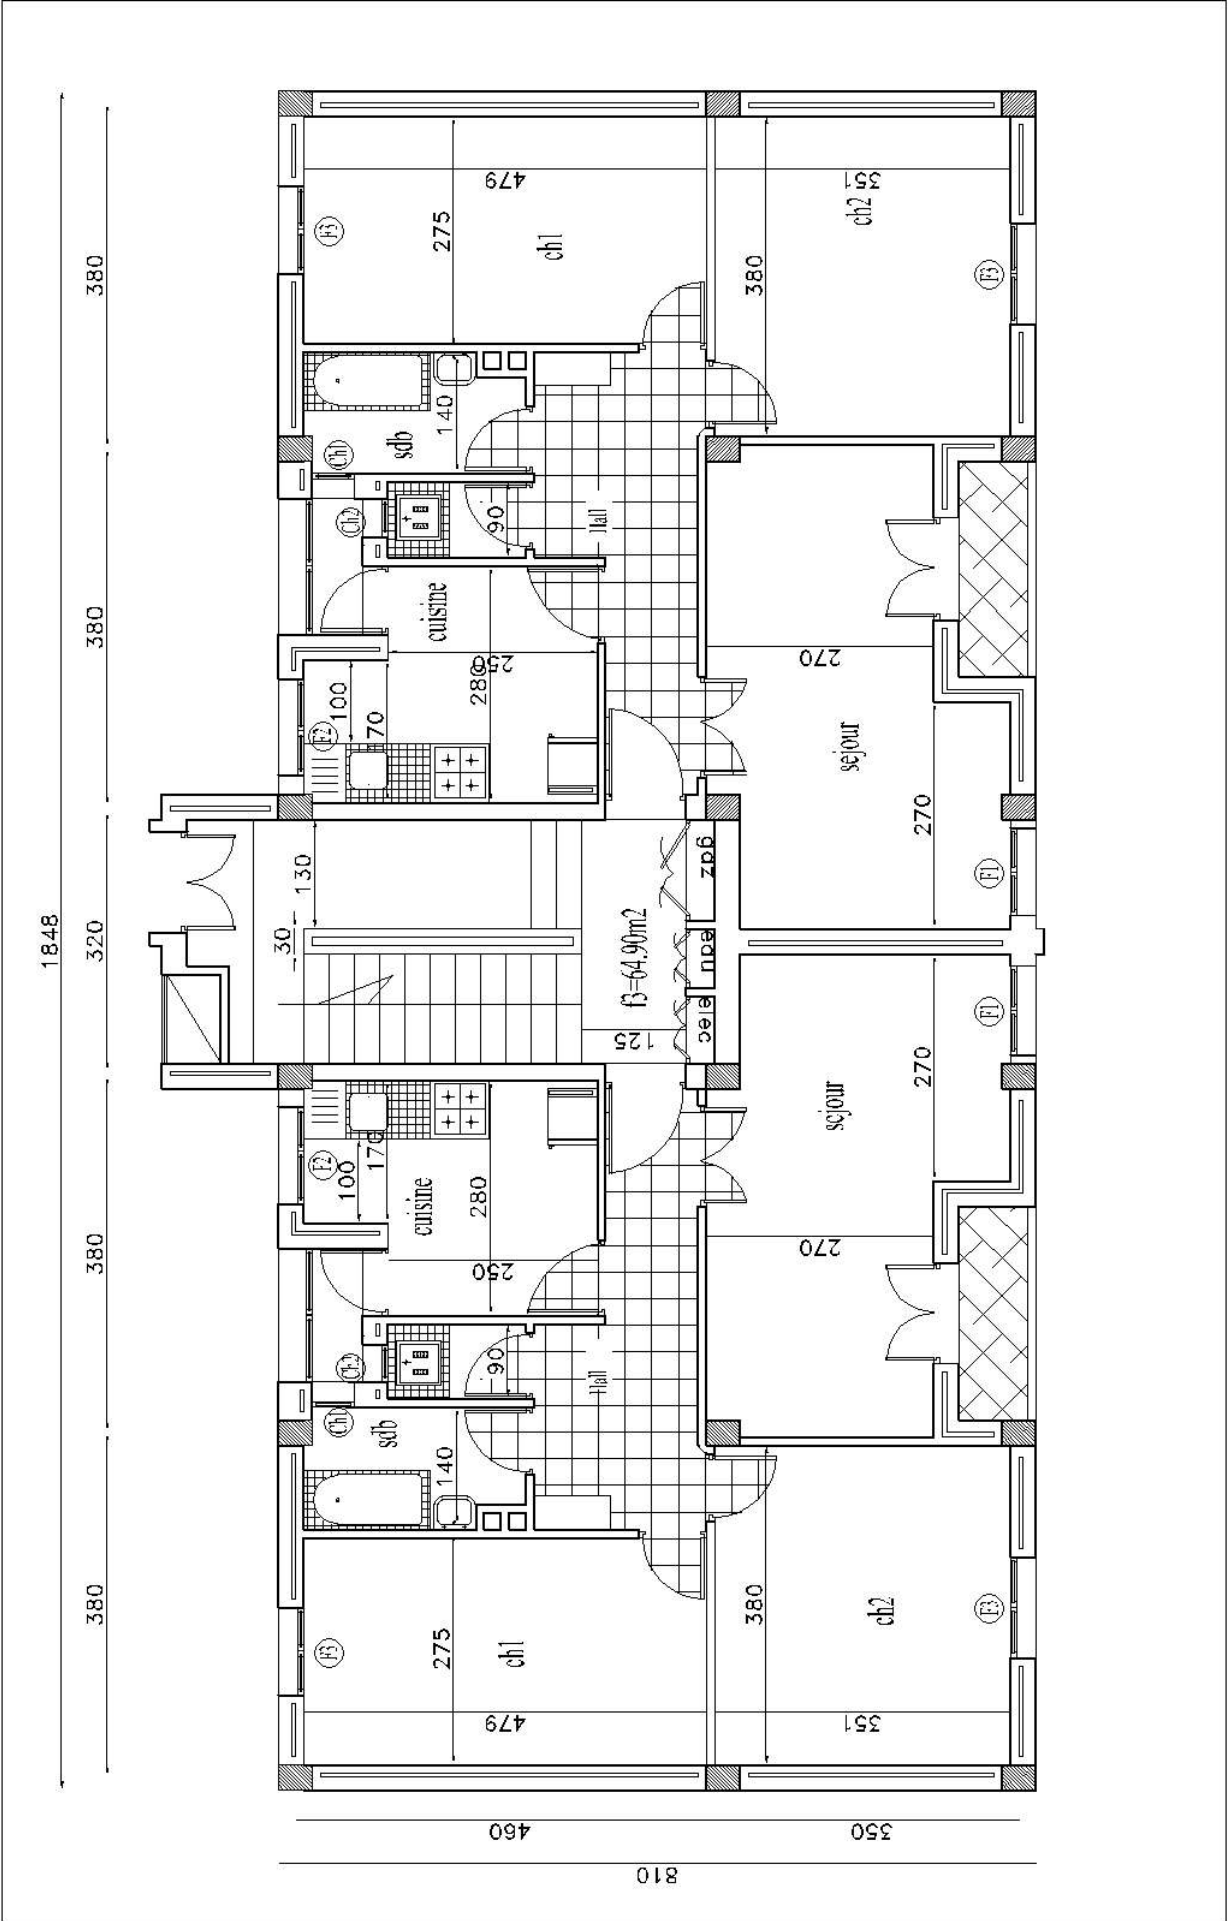 1848
380
380
320
380
380
479
351
F3
275
ch1
ch2
380
F3
140
sdb
Ch1
Ch2
90
Hall
cuisine
250
280
270
100
70
F2
sejour
270
130
gaz
F1
30
f3=64.90m2
eau
125
elec
F1
270
sejour
F2
100
170
cuisine
280
250
270
Ch2
90
Hall
Ch1
sdb
140
380
F3
275
ch1
ch2
F3
479
351
460
350
810